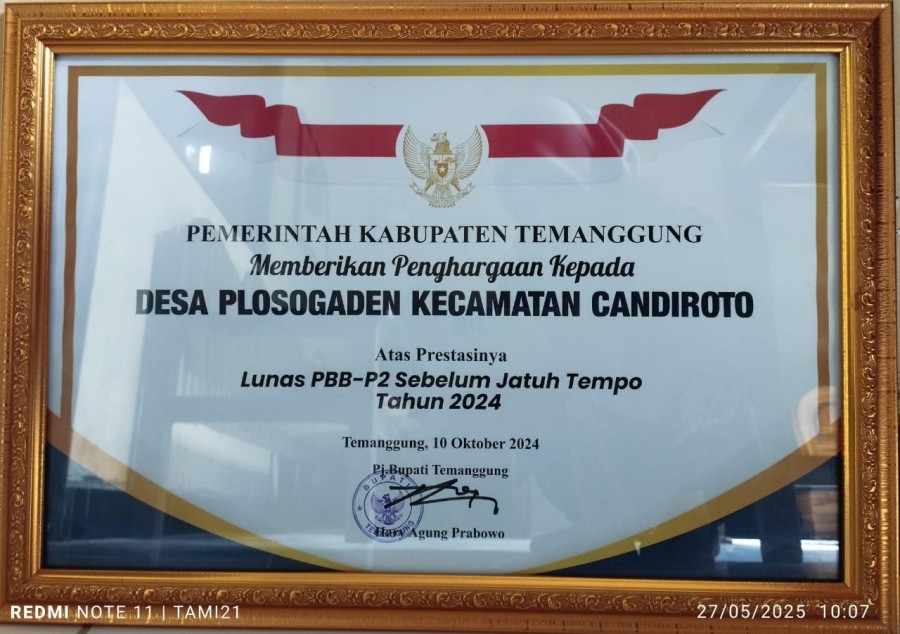 PEMERINTAH KABUPATEN TEMANGGUNG
Memberikan Penghargaan Kepada
DESA PLOSOGADEN KECAMATAN CANDIROTO
Atas Prestasinya
Lunas PBB-P2 Sebelum Jatuh Tempo
Tahun 2024
Temanggung, 10 Oktober 2024
Pj.Bupati Temanggung
BUPATI
TEMANGGUNG
Agung Prabowo
REDMI NOTE 11 | TAMI21
27/05/2025 10:07